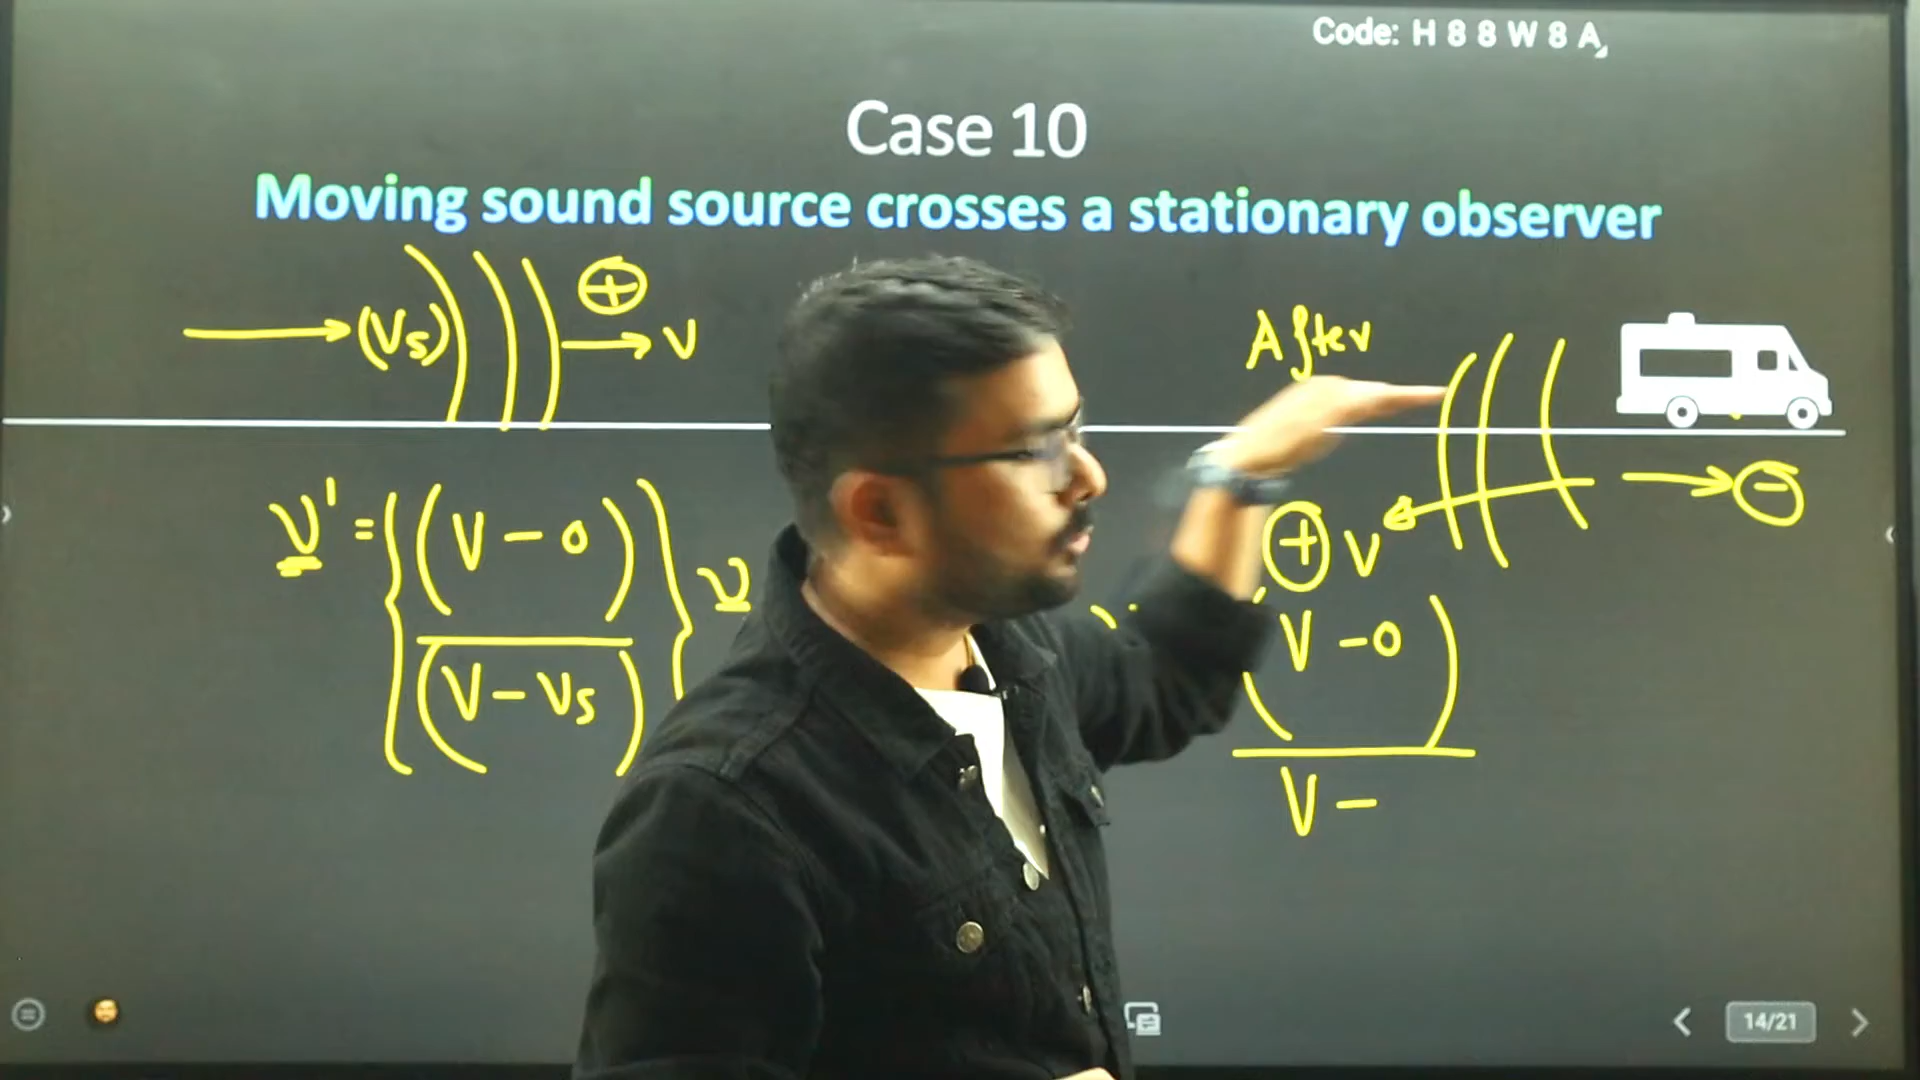 Code: H 8 8 W 8 A
Case 10
Moving sound source crosses a stationary observer
(Vs) → V ⊕
After
ν' = {(V - 0) / (V - Vs)} ν
⊖
⊕ V
(V - 0)
V -
14/21